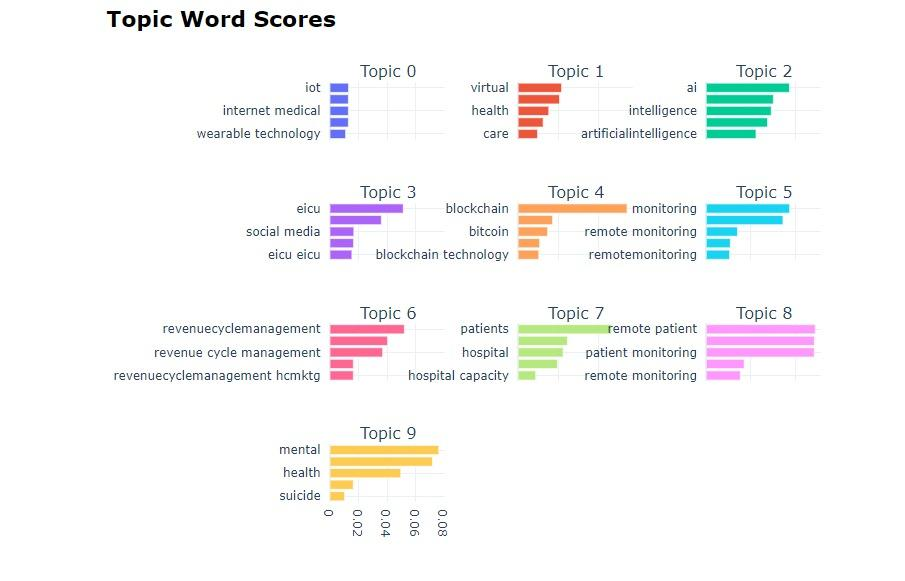 Topic Word Scores
Topic 0
iot
internet medical
wearable technology
Topic 1
virtual
health
care
Topic 2
ai
intelligence
artificialintelligence
Topic 3
eicu
social media
eicu eicu
Topic 4
blockchain
bitcoin
blockchain technology
Topic 5
monitoring
remote monitoring
remotemonitoring
Topic 6
revenuecyclemanagement
revenue cycle management
revenuecyclemanagement hcmktg
Topic 7
patients
hospital
hospital capacity
Topic 8
remote patient
patient monitoring
remote monitoring
Topic 9
mental
health
suicide
0
0.02
0.04
0.06
0.08